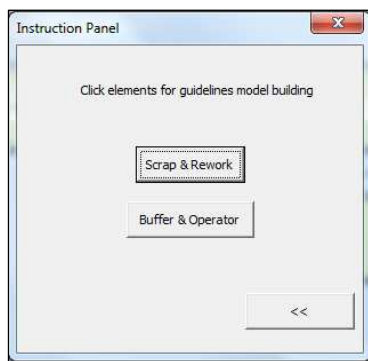 Instruction Panel
Click elements for guidelines model building
Scrap & Rework
Buffer & Operator
<<